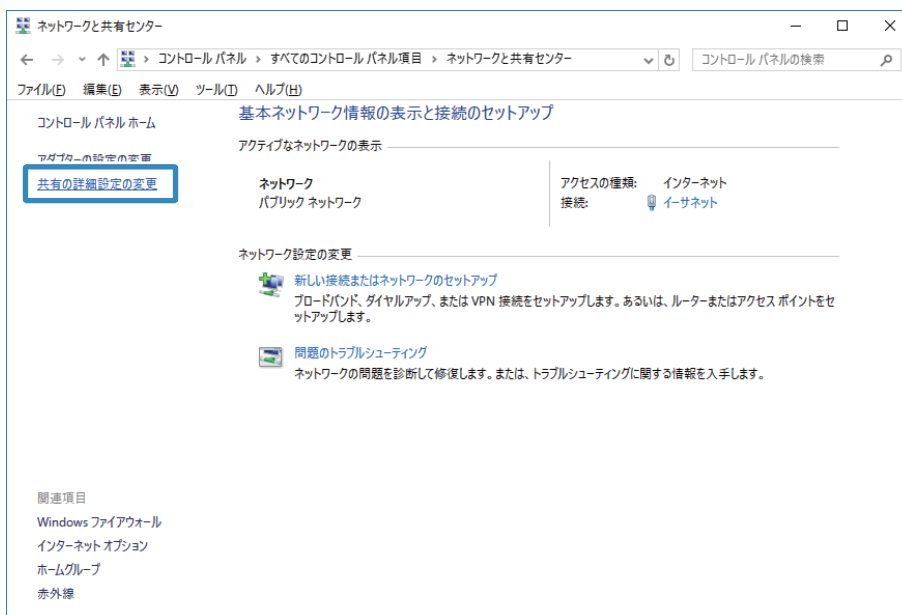 ネットワークと共有センター
コントロール パネル › すべてのコントロール パネル項目 › ネットワークと共有センター
コントロール パネルの検索
ファイル(F) 編集(E) 表示(V) ツール(T) ヘルプ(H)
コントロール パネル ホーム
アダプターの設定の変更
共有の詳細設定の変更
基本ネットワーク情報の表示と接続のセットアップ
アクティブなネットワークの表示
ネットワーク
パブリック ネットワーク
アクセスの種類: インターネット
接続: イーサネット
ネットワーク設定の変更
新しい接続またはネットワークのセットアップ
ブロードバンド、ダイヤルアップ、または VPN 接続をセットアップします。あるいは、ルーターまたはアクセス ポイントをセ
ットアップします。
問題のトラブルシューティング
ネットワークの問題を診断して修復します。または、トラブルシューティングに関する情報を入手します。
関連項目
Windows ファイアウォール
インターネット オプション
ホームグループ
赤外線